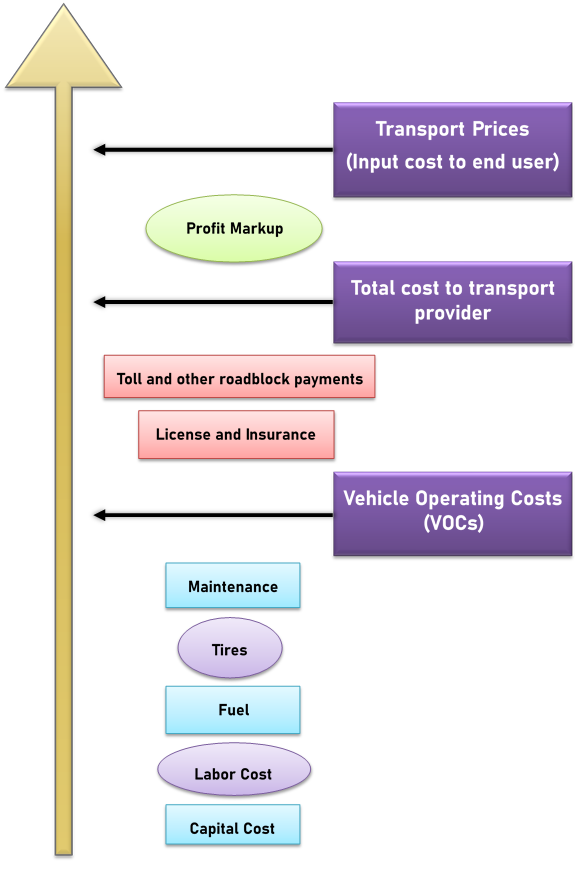 Transport Prices
(Input cost to end user)
Profit Markup
Total cost to transport
provider
Toll and other roadblock payments
License and Insurance
Vehicle Operating Costs
(VOCs)
Maintenance
Tires
Fuel
Labor Cost
Capital Cost